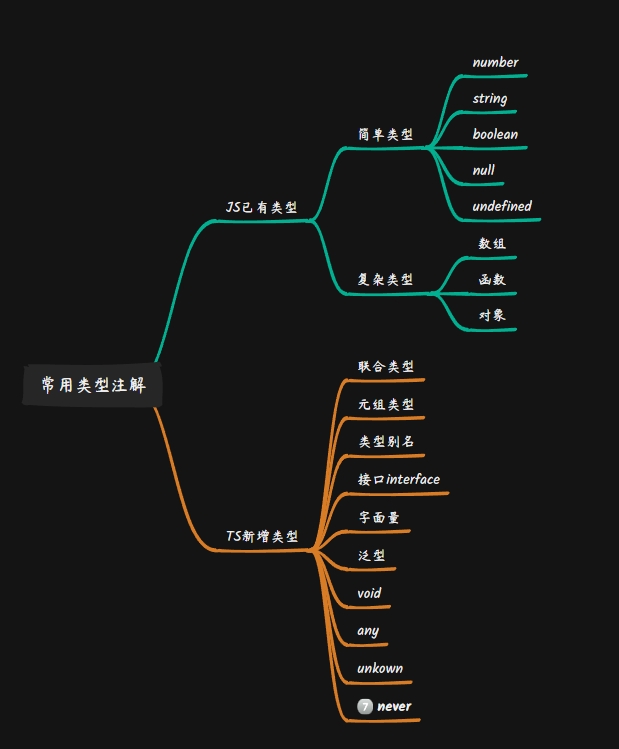 常用类型注解
JS已有类型
简单类型
number
string
boolean
null
undefined
复杂类型
数组
函数
对象
TS新增类型
联合类型
元组类型
类型别名
接口interface
字面量
泛型
void
any
unkown
7 never